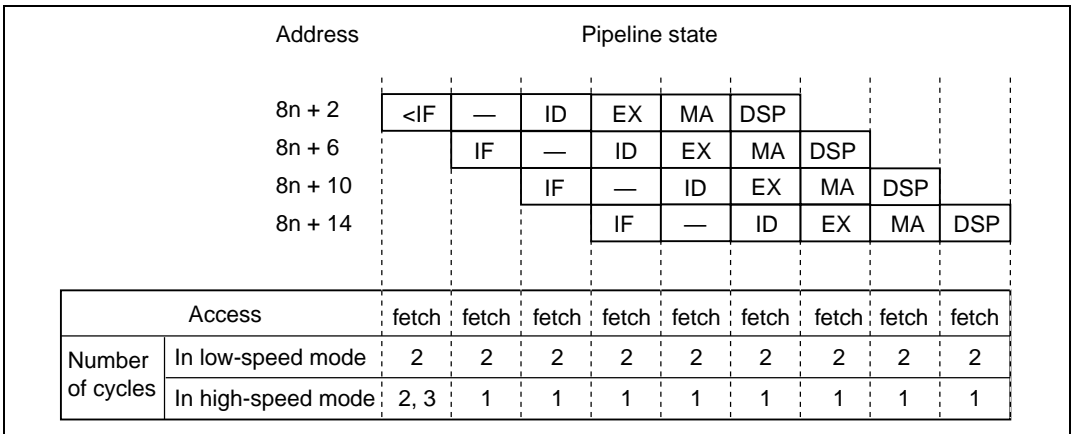 Address Pipeline state
8n + 2 <IF — ID EX MA DSP
8n + 6 IF — ID EX MA DSP
8n + 10 IF — ID EX MA DSP
8n + 14 IF — ID EX MA DSP
Access fetch fetch fetch fetch fetch fetch fetch fetch fetch
Number of cycles
In low-speed mode 2 2 2 2 2 2 2 2 2
In high-speed mode 2, 3 1 1 1 1 1 1 1 1